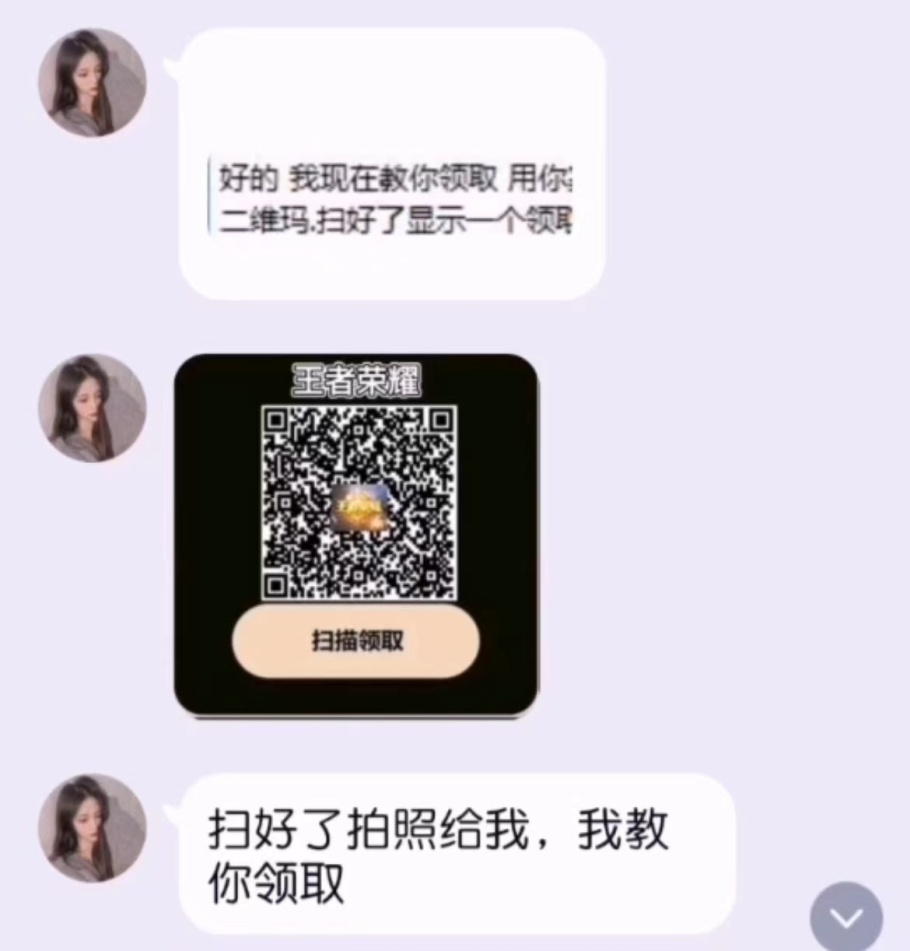 好的 我现在教你领取 用你
二维玛.扫好了显示一个领取
王者荣耀
扫描领取
扫好了拍照给我，我教
你领取